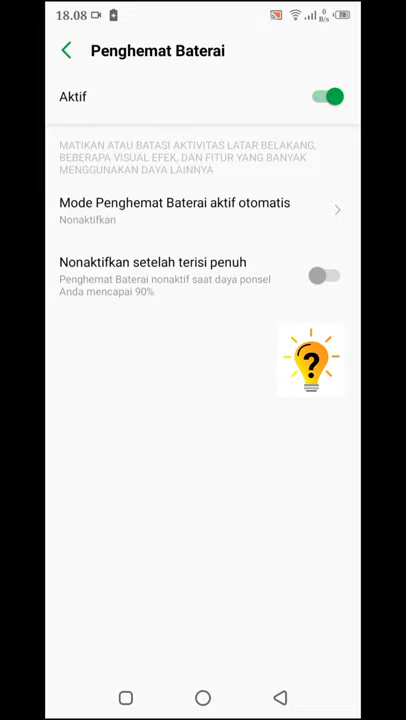 18.08
0
R/s
78
Penghemat Baterai
Aktif
MATIKAN ATAU BATASI AKTIVITAS LATAR BELAKANG,
BEBERAPA VISUAL EFEK, DAN FITUR YANG BANYAK
MENGGUNAKAN DAYA LAINNYA
Mode Penghemat Baterai aktif otomatis
Nonaktifkan
Nonaktifkan setelah terisi penuh
Penghemat Baterai nonaktif saat daya ponsel
Anda mencapai 90%
?